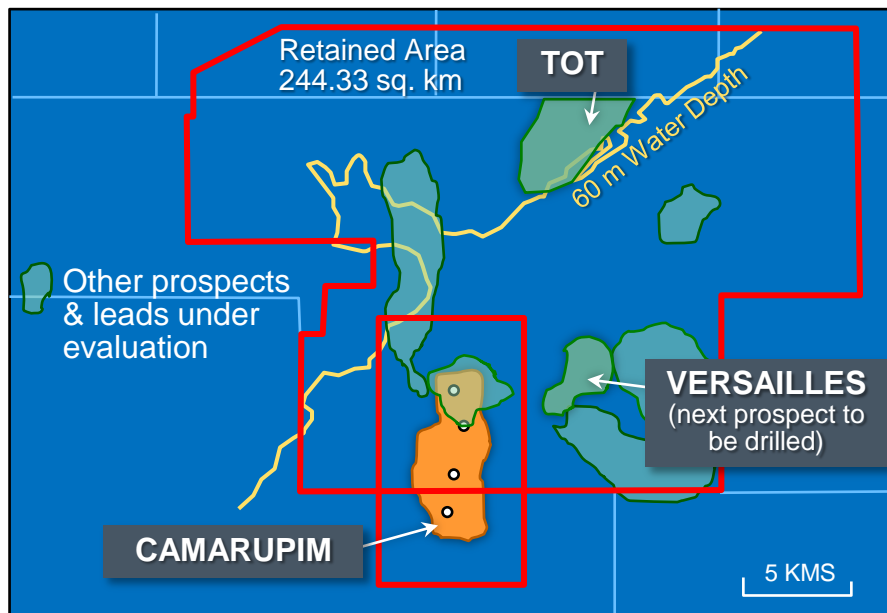 Retained Area
244.33 sq. km
TOT
60 m Water Depth
Other prospects
& leads under
evaluation
VERSAILLES
(next prospect to
be drilled)
CAMARUPIM
5 KMS